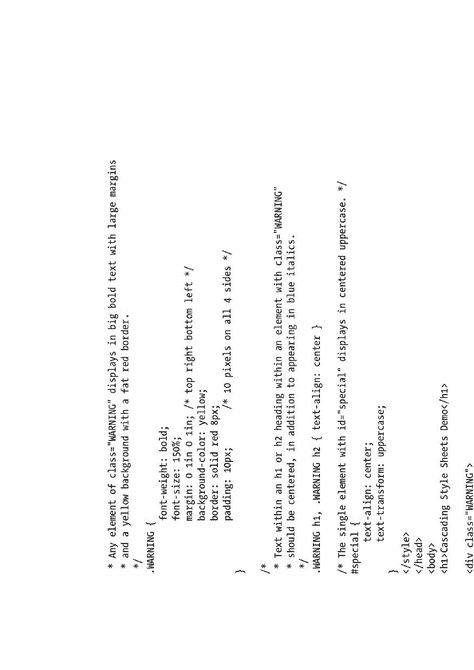 * Any element of class="WARNING" displays in big bold text with large margins
 * and a yellow background with a fat red border.
 */
.WARNING {
        font-weight: bold;
        font-size: 150%;
        margin: 0 1in 0 1in; /* top right bottom left */
        background-color: yellow;
        border: solid red 8px;
        padding: 10px;       /* 10 pixels on all 4 sides */
}
/*
 * Text within an h1 or h2 heading within an element with class="WARNING"
 * should be centered, in addition to appearing in blue italics.
 */
.WARNING h1, .WARNING h2 { text-align: center }
/* The single element with id="special" displays in centered uppercase. */
#special {
      text-align: center;
      text-transform: uppercase;
}
</style>
</head>
<body>
<h1>Cascading Style Sheets Demo</h1>
<div class="WARNING">